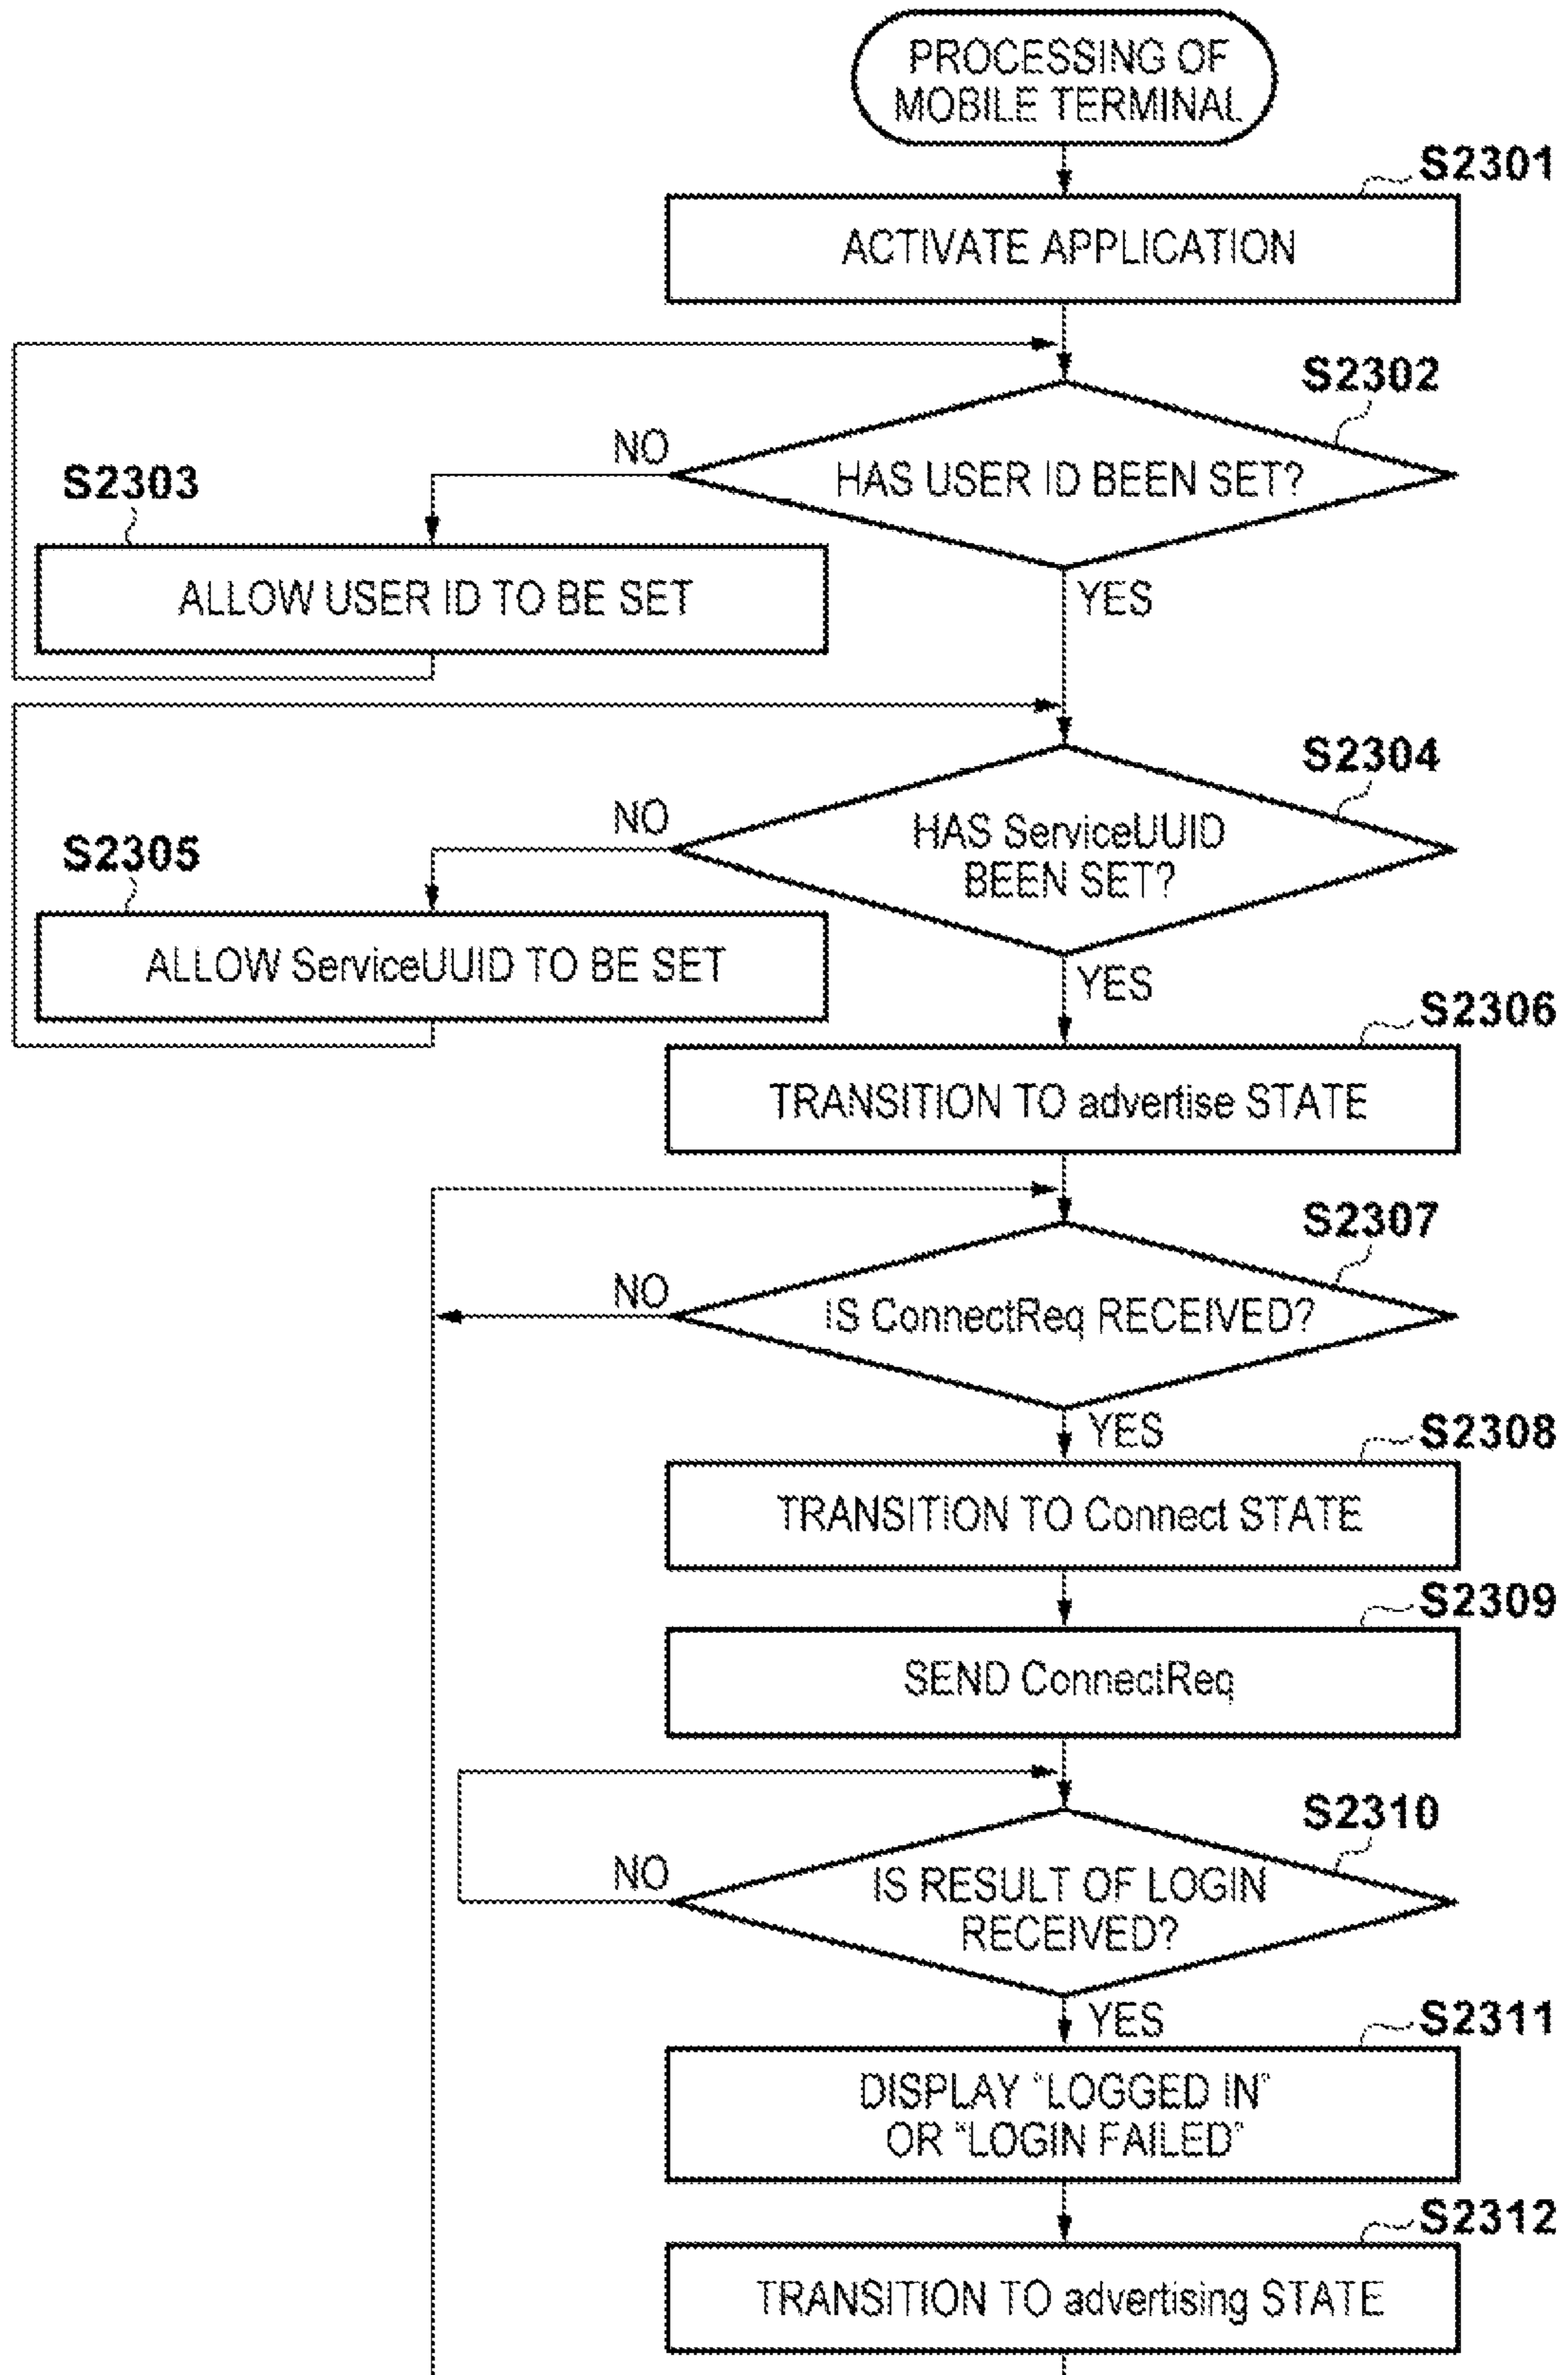 PROCESSING OF
MOBILE TERMINAL
S2301
ACTIVATE APPLICATION
S2302
NO
HAS USER ID BEEN SET?
S2303
ALLOW USER ID TO BE SET
YES
S2304
NO
HAS ServiceUUID
BEEN SET?
S2305
ALLOW ServiceUUID TO BE SET
YES
S2306
TRANSITION TO advertise STATE
S2307
NO
IS ConnectReq RECEIVED?
YES
S2308
TRANSITION TO Connect STATE
S2309
SEND ConnectReq
S2310
NO
IS RESULT OF LOGIN
RECEIVED?
YES
S2311
DISPLAY "LOGGED IN"
OR "LOGIN FAILED"
S2312
TRANSITION TO advertising STATE